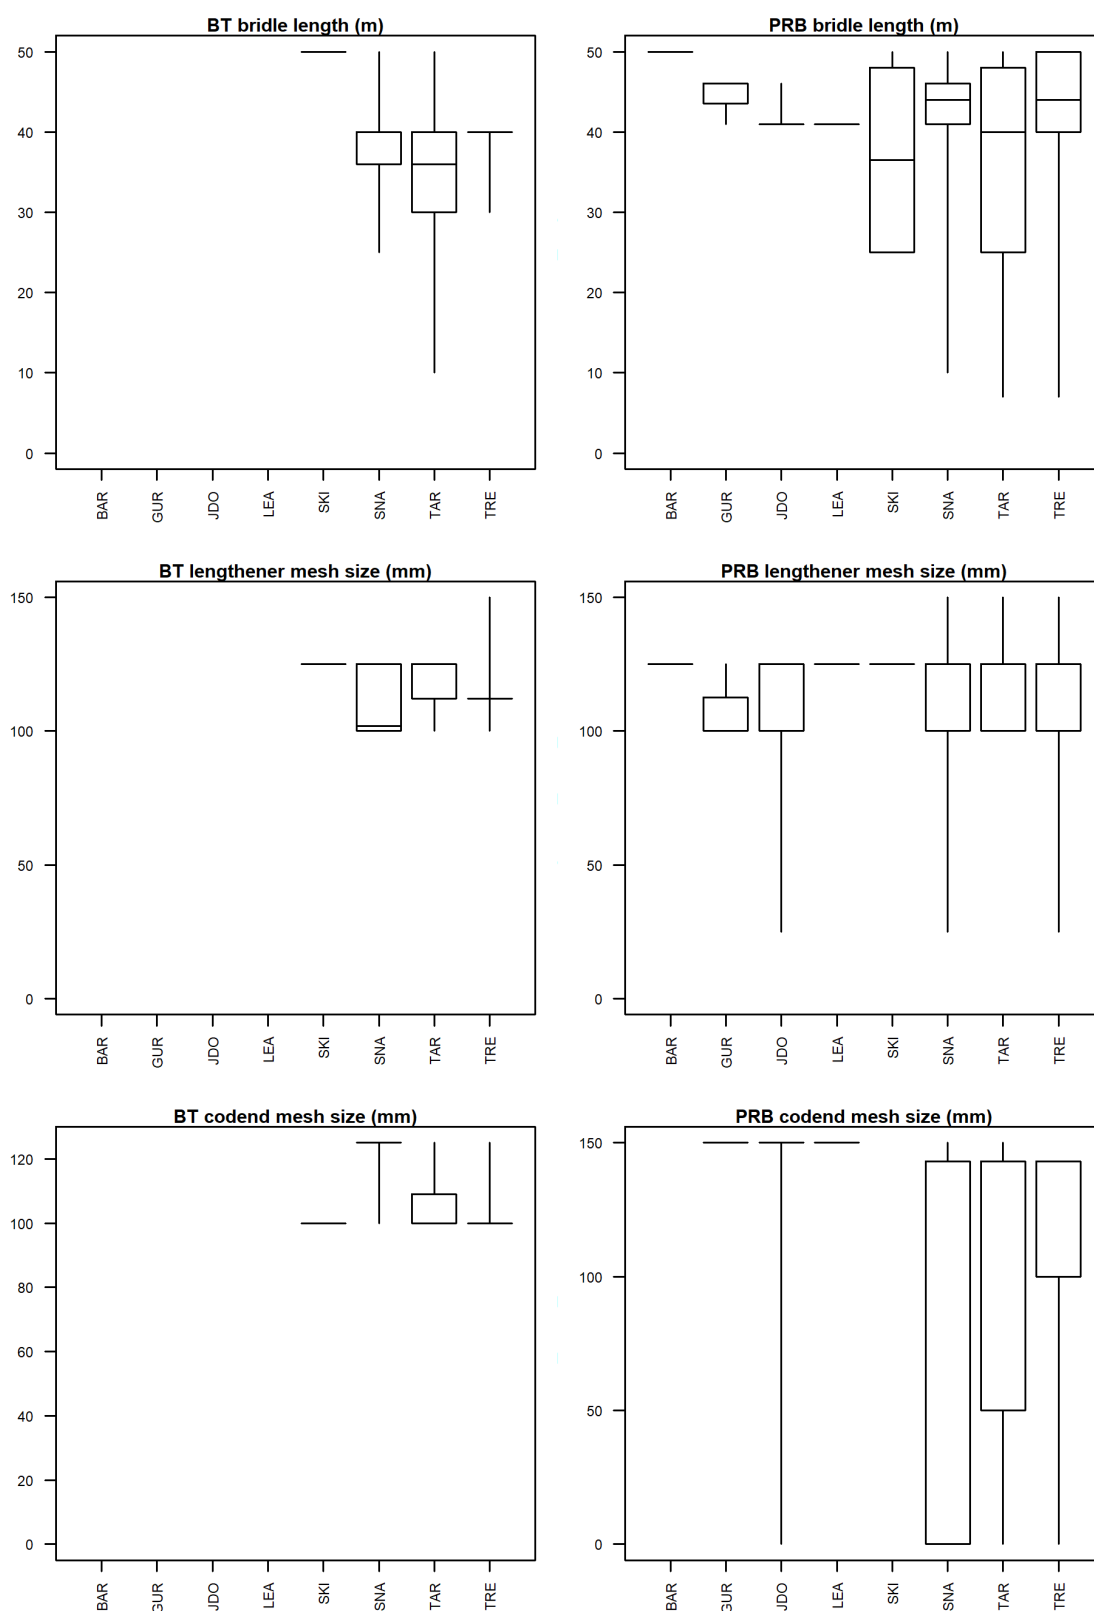 BT bridle length (m)
50
40
30
20
10
0
BAR
GUR
JDO
LEA
SKI
SNA
TAR
TRE
PRB bridle length (m)
50
40
30
20
10
0
BAR
GUR
JDO
LEA
SKI
SNA
TAR
TRE
BT lengthener mesh size (mm)
150
100
50
0
BAR
GUR
JDO
LEA
SKI
SNA
TAR
TRE
PRB lengthener mesh size (mm)
150
100
50
0
BAR
GUR
JDO
LEA
SKI
SNA
TAR
TRE
BT codend mesh size (mm)
120
100
80
60
40
20
0
BAR
GUR
JDO
LEA
SKI
SNA
TAR
TRE
PRB codend mesh size (mm)
150
100
50
0
BAR
GUR
JDO
LEA
SKI
SNA
TAR
TRE